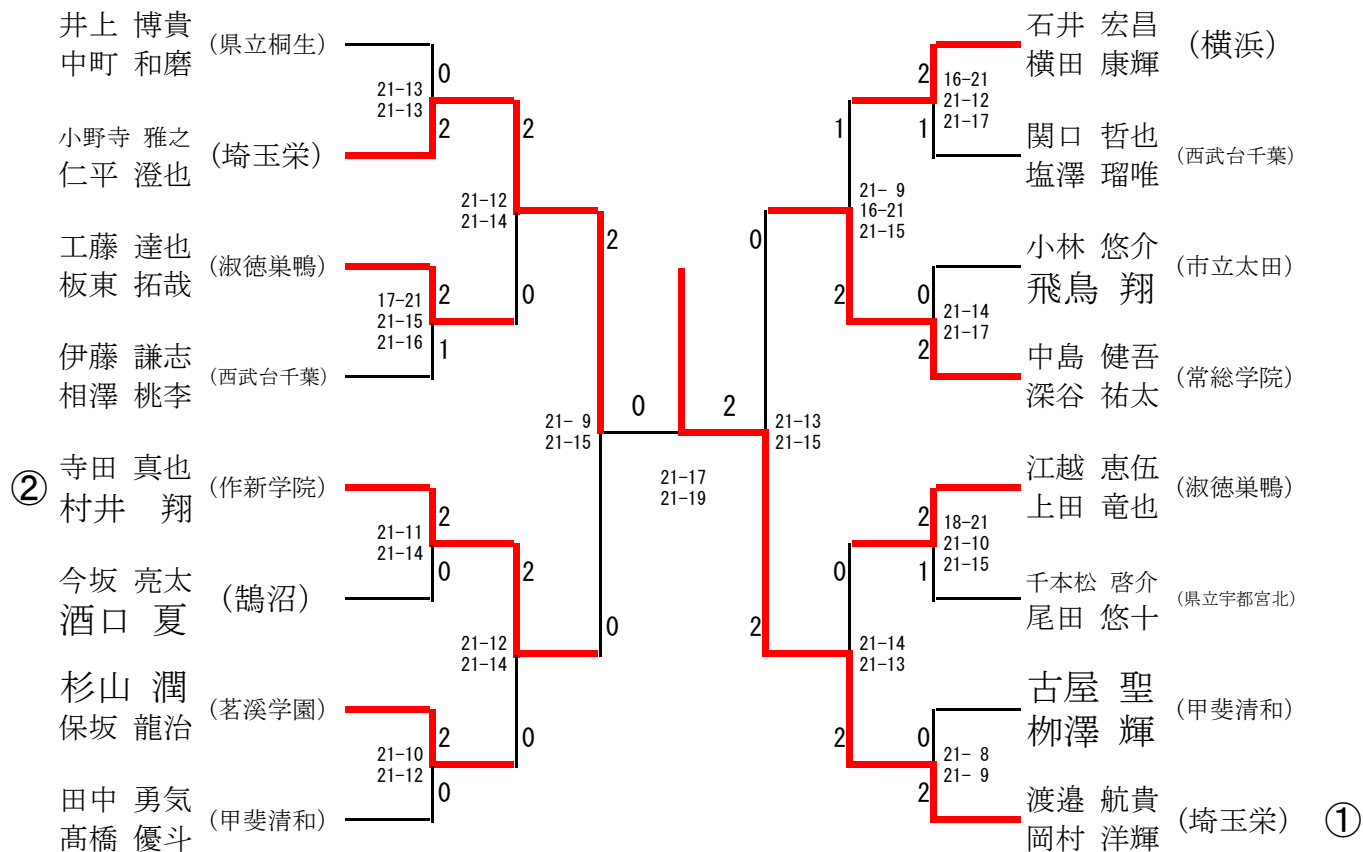 井上 博貴
中町 和磨
(県立桐生)
0
21-13
21-13
2
小野寺 雅之
仁平 澄也
(埼玉栄)
2
21-12
21-14
0
工藤 達也
板東 拓哉
(淑徳巣鴨)
2
17-21
21-15
21-16
1
伊藤 謙志
相澤 桃李
(西武台千葉)
2
21- 9
21-15
0
②
寺田 真也
村井 翔
(作新学院)
2
21-11
21-14
0
今坂 亮太
酒口 夏
(鵠沼)
2
21-12
21-14
0
杉山 潤
保坂 龍治
(茗溪学園)
2
21-10
21-12
0
田中 勇気
髙橋 優斗
(甲斐清和)
0
2
21-17
21-19
石井 宏昌
横田 康輝
(横浜)
2
16-21
21-12
21-17
1
関口 哲也
塩澤 瑠唯
(西武台千葉)
1
21- 9
16-21
21-15
2
小林 悠介
飛鳥 翔
(市立太田)
0
21-14
21-17
2
中島 健吾
深谷 祐太
(常総学院)
0
21-13
21-15
2
江越 恵伍
上田 竜也
(淑徳巣鴨)
2
18-21
21-10
21-15
1
千本松 啓介
尾田 悠十
(県立宇都宮北)
0
21-14
21-13
2
古屋 聖
栁澤 輝
(甲斐清和)
0
21- 8
21- 9
2
渡邉 航貴
岡村 洋輝
(埼玉栄)
①